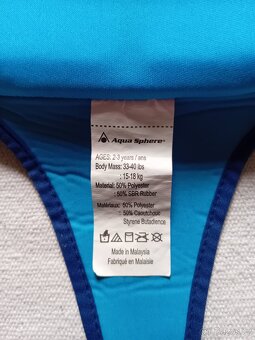 Aqua Sphere
AGES: 2-3 years / ans
Body Mass: 33-40 lbs
: 15-18 kg
Material: 50% Polyester
: 50% SBR Rubber
Matériaux: 50% Polyester
: 50% Caoutchouc
Styrene Butadience
Made in Malaysia
Fabriqué en Malaisie